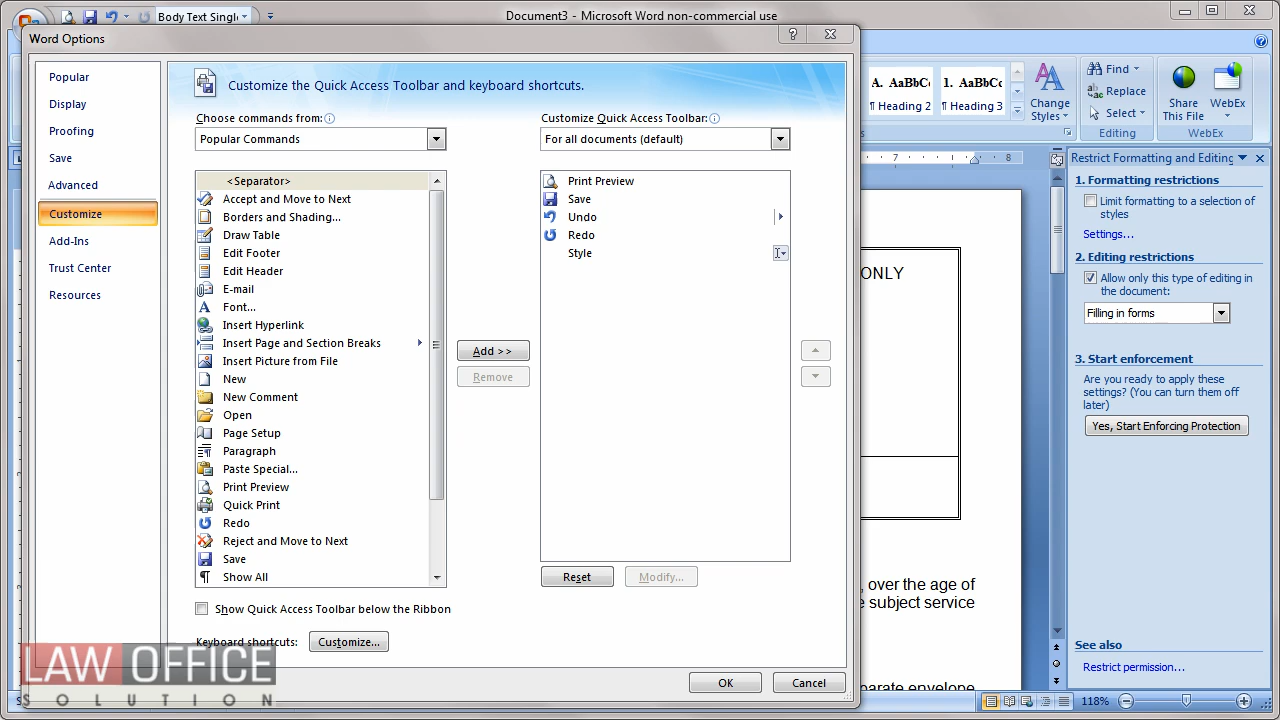 Body Text Singl
Document3 - Microsoft Word non-commercial use
Word Options
Popular
Display
Proofing
Save
Advanced
Customize
Add-Ins
Trust Center
Resources
Customize the Quick Access Toolbar and keyboard shortcuts.
Choose commands from:
Popular Commands
<Separator>
Accept and Move to Next
Borders and Shading...
Draw Table
Edit Footer
Edit Header
E-mail
Font...
Insert Hyperlink
Insert Page and Section Breaks
Insert Picture from File
New
New Comment
Open
Page Setup
Paragraph
Paste Special...
Print Preview
Quick Print
Redo
Reject and Move to Next
Save
Show All
Add >>
Remove
Customize Quick Access Toolbar:
For all documents (default)
Print Preview
Save
Undo
Redo
Style
Reset
Modify...
Show Quick Access Toolbar below the Ribbon
Keyboard shortcuts:
Customize...
OK
Cancel
A. AaBbC
¶ Heading 2
1. AaBbC
¶ Heading 3
Change
Styles
Find
Replace
Select
Editing
Share
This File
WebEx
WebEx
7
8
ONLY
, over the age of
e subject service
parate envelope
Restrict Formatting and Editing
1. Formatting restrictions
Limit formatting to a selection of
styles
Settings...
2. Editing restrictions
Allow only this type of editing in
the document:
Filling in forms
3. Start enforcement
Are you ready to apply these
settings? (You can turn them off
later)
Yes, Start Enforcing Protection
See also
Restrict permission...
118%
LAW OFFICE
SOLUTION